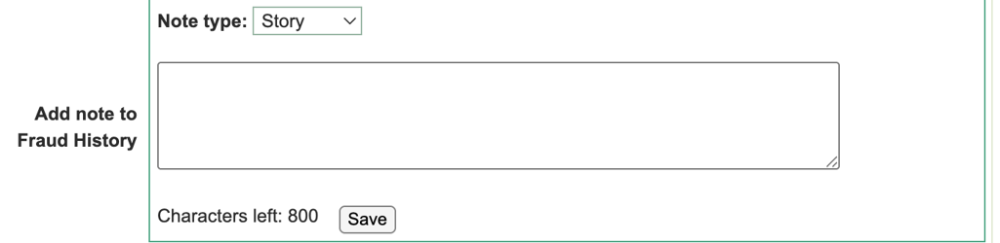 Note type: Story
Add note to
Fraud History
Characters left: 800 Save